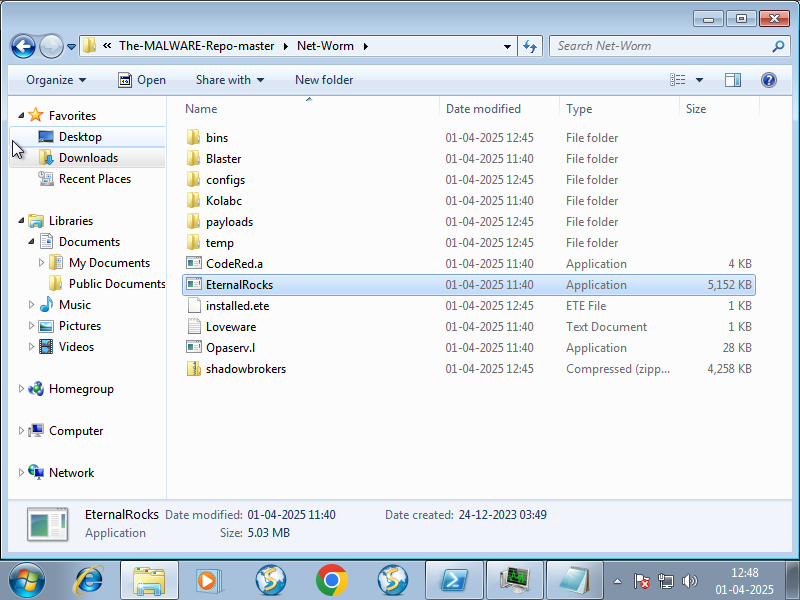 « The-MALWARE-Repo-master Net-Worm
Search Net-Worm
Organize Open Share with New folder
Favorites
Desktop
Downloads
Recent Places
Libraries
Documents
My Documents
Public Documents
Music
Pictures
Videos
Homegroup
Computer
Network
Name Date modified Type Size
bins 01-04-2025 12:45 File folder
Blaster 01-04-2025 11:40 File folder
configs 01-04-2025 12:45 File folder
Kolabc 01-04-2025 11:40 File folder
payloads 01-04-2025 12:45 File folder
temp 01-04-2025 12:45 File folder
CodeRed.a 01-04-2025 11:40 Application 4 KB
EternalRocks 01-04-2025 11:40 Application 5,152 KB
installed.ete 01-04-2025 12:45 ETE File 1 KB
Loveware 01-04-2025 11:40 Text Document 1 KB
Opaserv.l 01-04-2025 11:40 Application 28 KB
shadowbrokers 01-04-2025 12:45 Compressed (zipp... 4,258 KB
EternalRocks Date modified: 01-04-2025 11:40 Date created: 24-12-2023 03:49
Application Size: 5.03 MB
12:48
01-04-2025